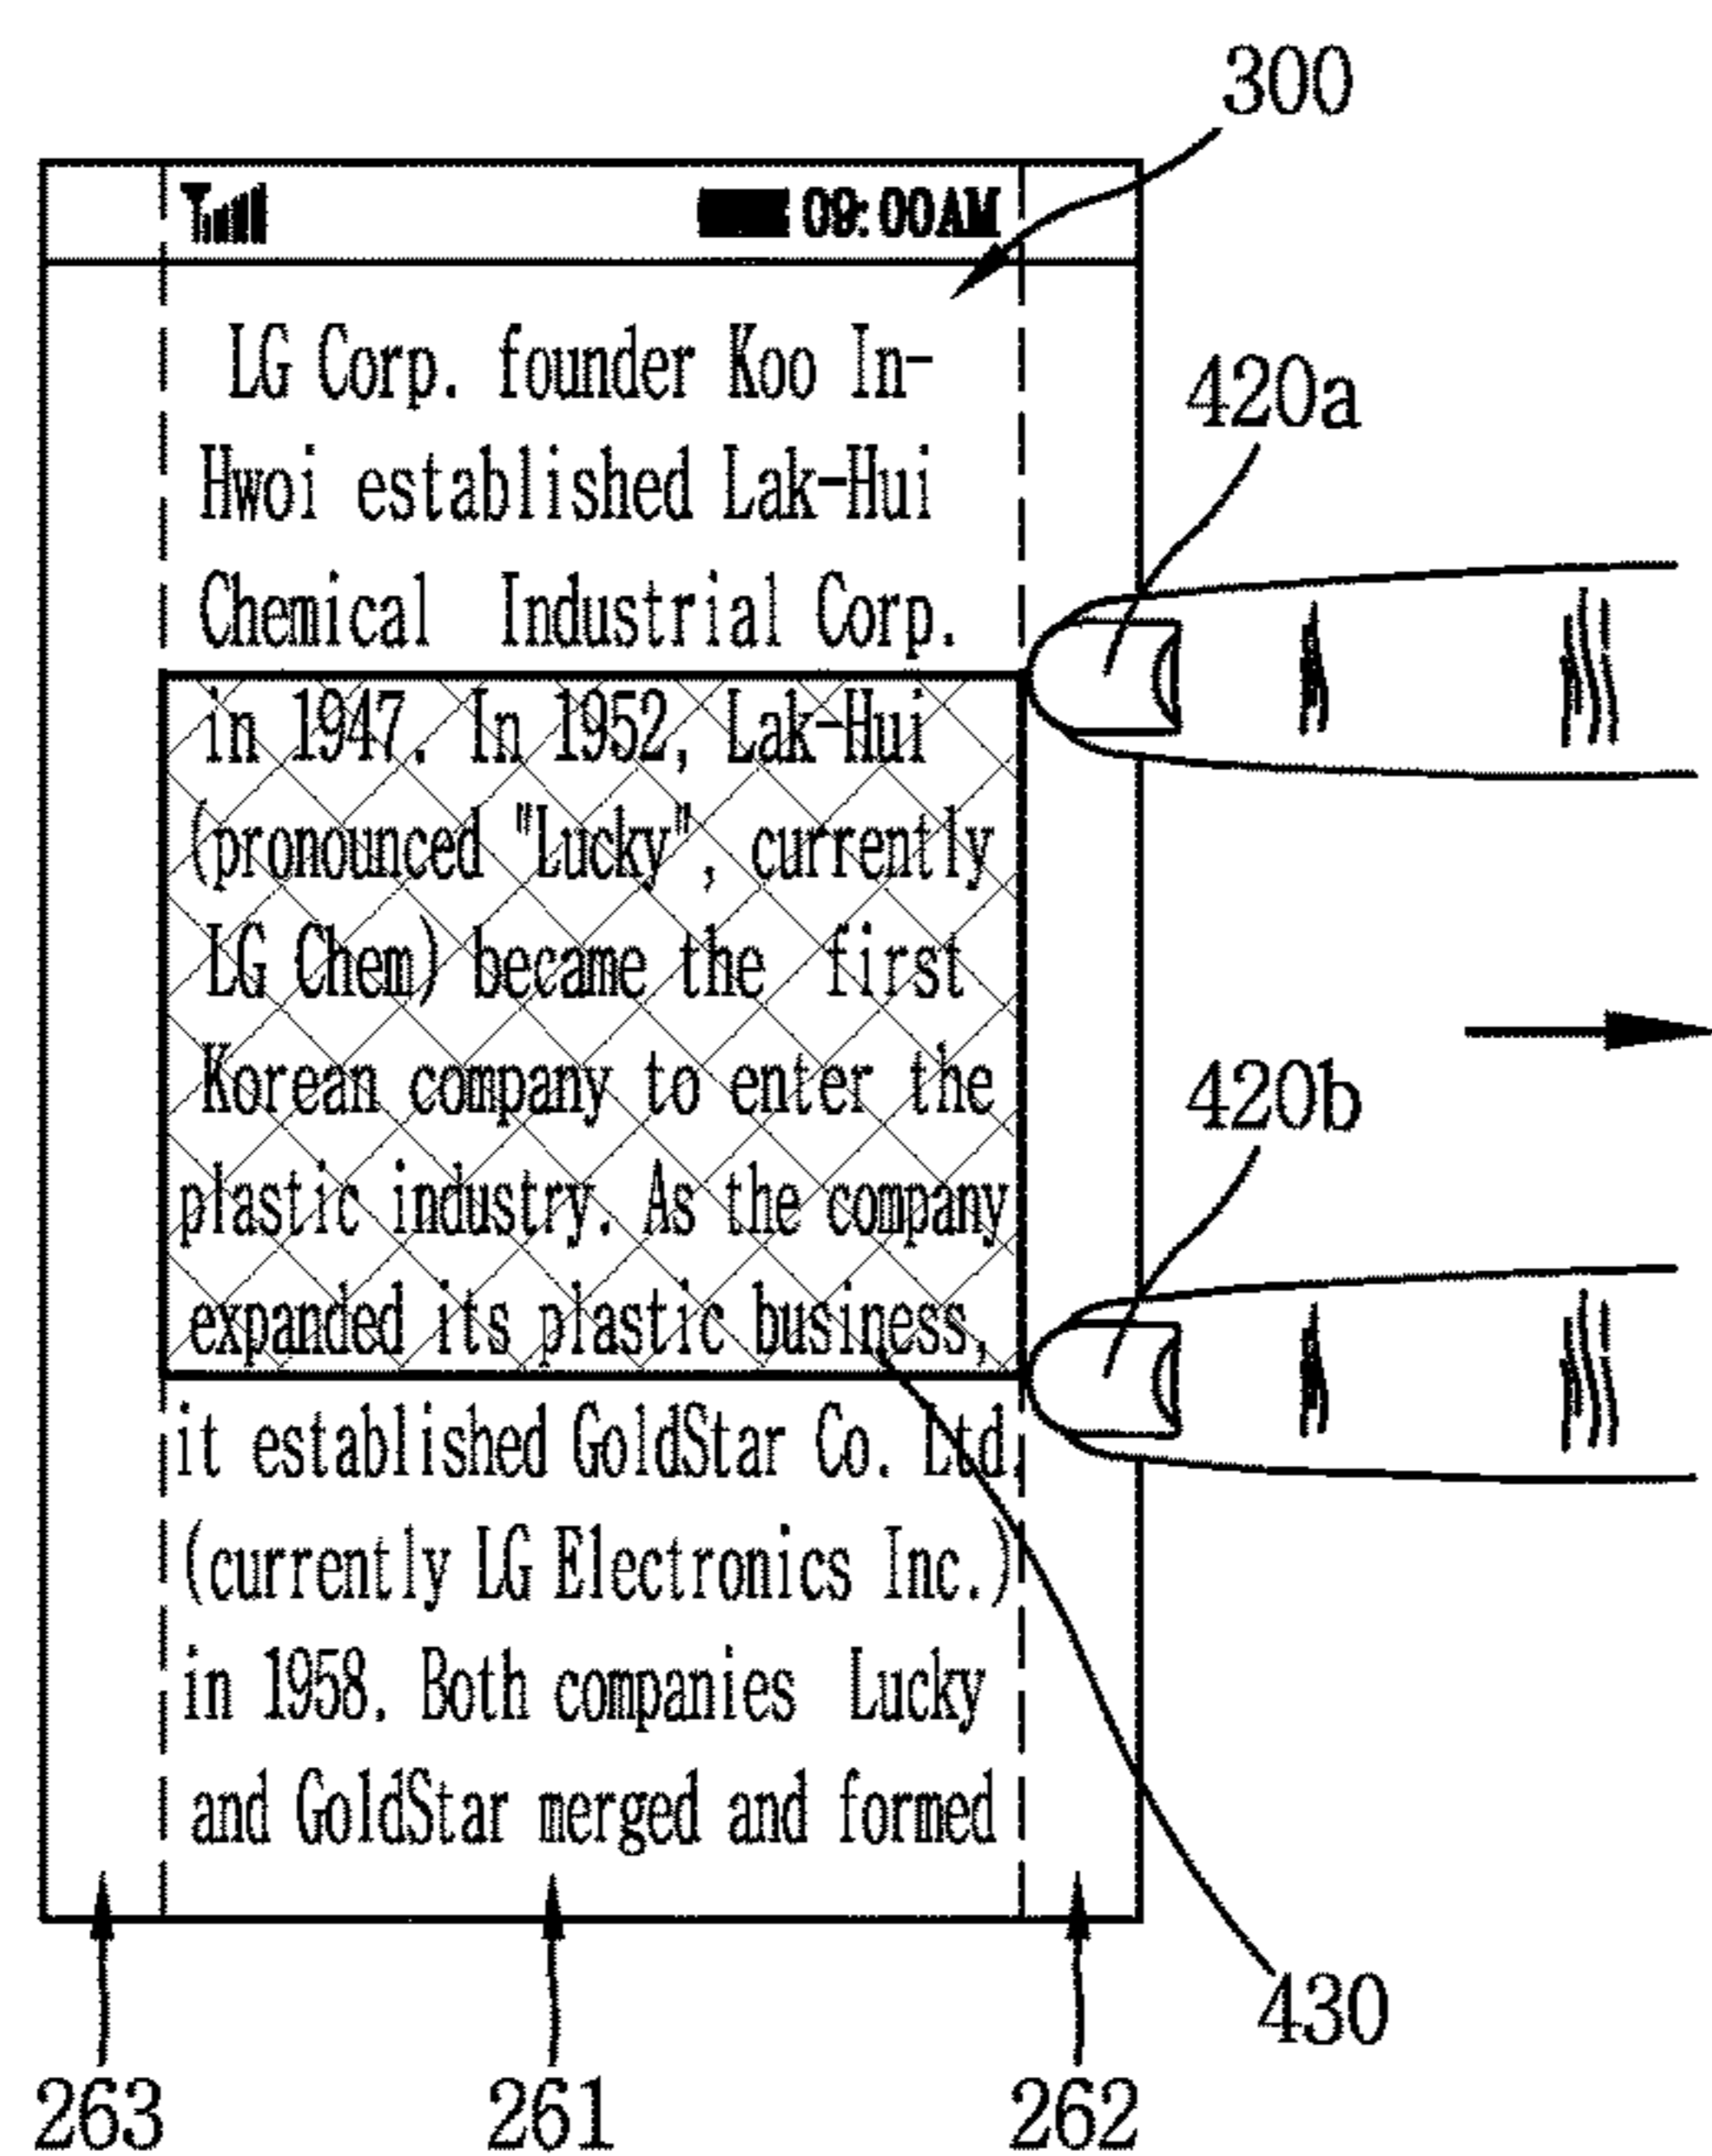 300
09:00AM
LG Corp. founder Koo In-
420a
Hwoi established Lak-Hui
Chemical Industrial Corp.
in 1947. In 1952, Lak-Hui
(pronounced "Lucky", currently
LG Chem) became the first
Korean company to enter the
420b
plastic industry. As the company
expanded its plastic business,
it established GoldStar Co. Ltd.
(currently LG Electronics Inc.)
in 1958. Both companies Lucky
and GoldStar merged and formed
430
263 261 262